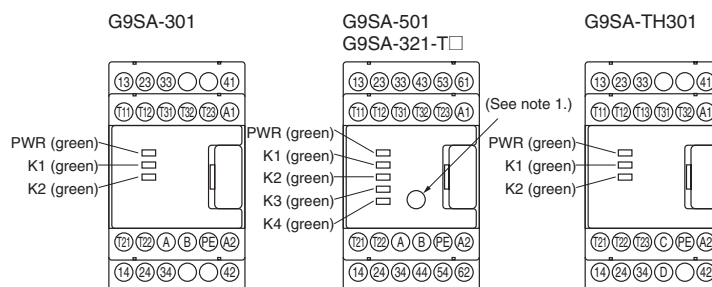 G9SA-301
13 23 33 41
T11 T12 T31 T32 T23 A1
PWR (green)
K1 (green)
K2 (green)
T21 T22 A B PE A2
14 24 34 42
G9SA-501
G9SA-321-T□
13 23 33 43 53 61
T11 T12 T31 T32 T23 A1
(See note 1.)
PWR (green)
K1 (green)
K2 (green)
K3 (green)
K4 (green)
T21 T22 A B PE A2
14 24 34 44 54 62
G9SA-TH301
13 23 33 41
T11 T12 T13 T31 T32 A1
PWR (green)
K1 (green)
K2 (green)
T21 T22 T23 C PE A2
14 24 34 D 42